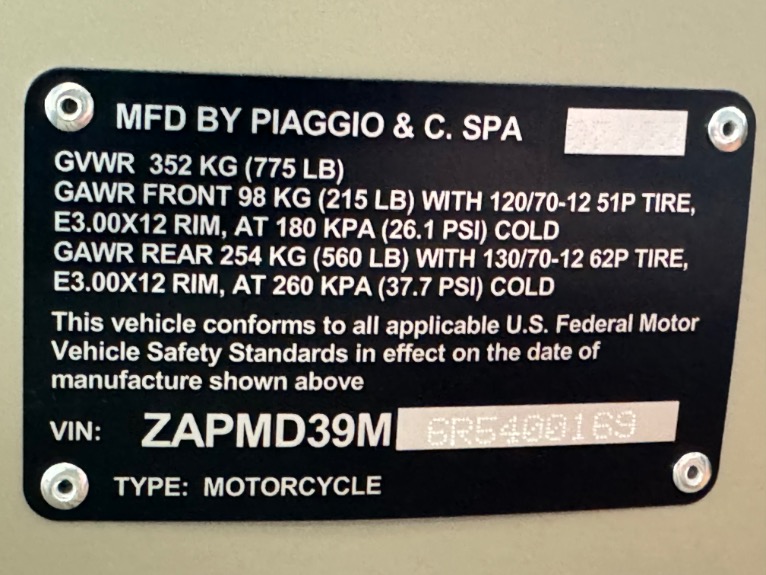 MFD BY PIAGGIO & C. SPA
GVWR 352 KG (775 LB)
GAWR FRONT 98 KG (215 LB) WITH 120/70-12 51P TIRE,
E3.00X12 RIM, AT 180 KPA (26.1 PSI) COLD
GAWR REAR 254 KG (560 LB) WITH 130/70-12 62P TIRE,
E3.00X12 RIM, AT 260 KPA (37.7 PSI) COLD
This vehicle conforms to all applicable U.S. Federal Motor
Vehicle Safety Standards in effect on the date of
manufacture shown above
VIN: ZAPMD39M 6R5400169
TYPE: MOTORCYCLE